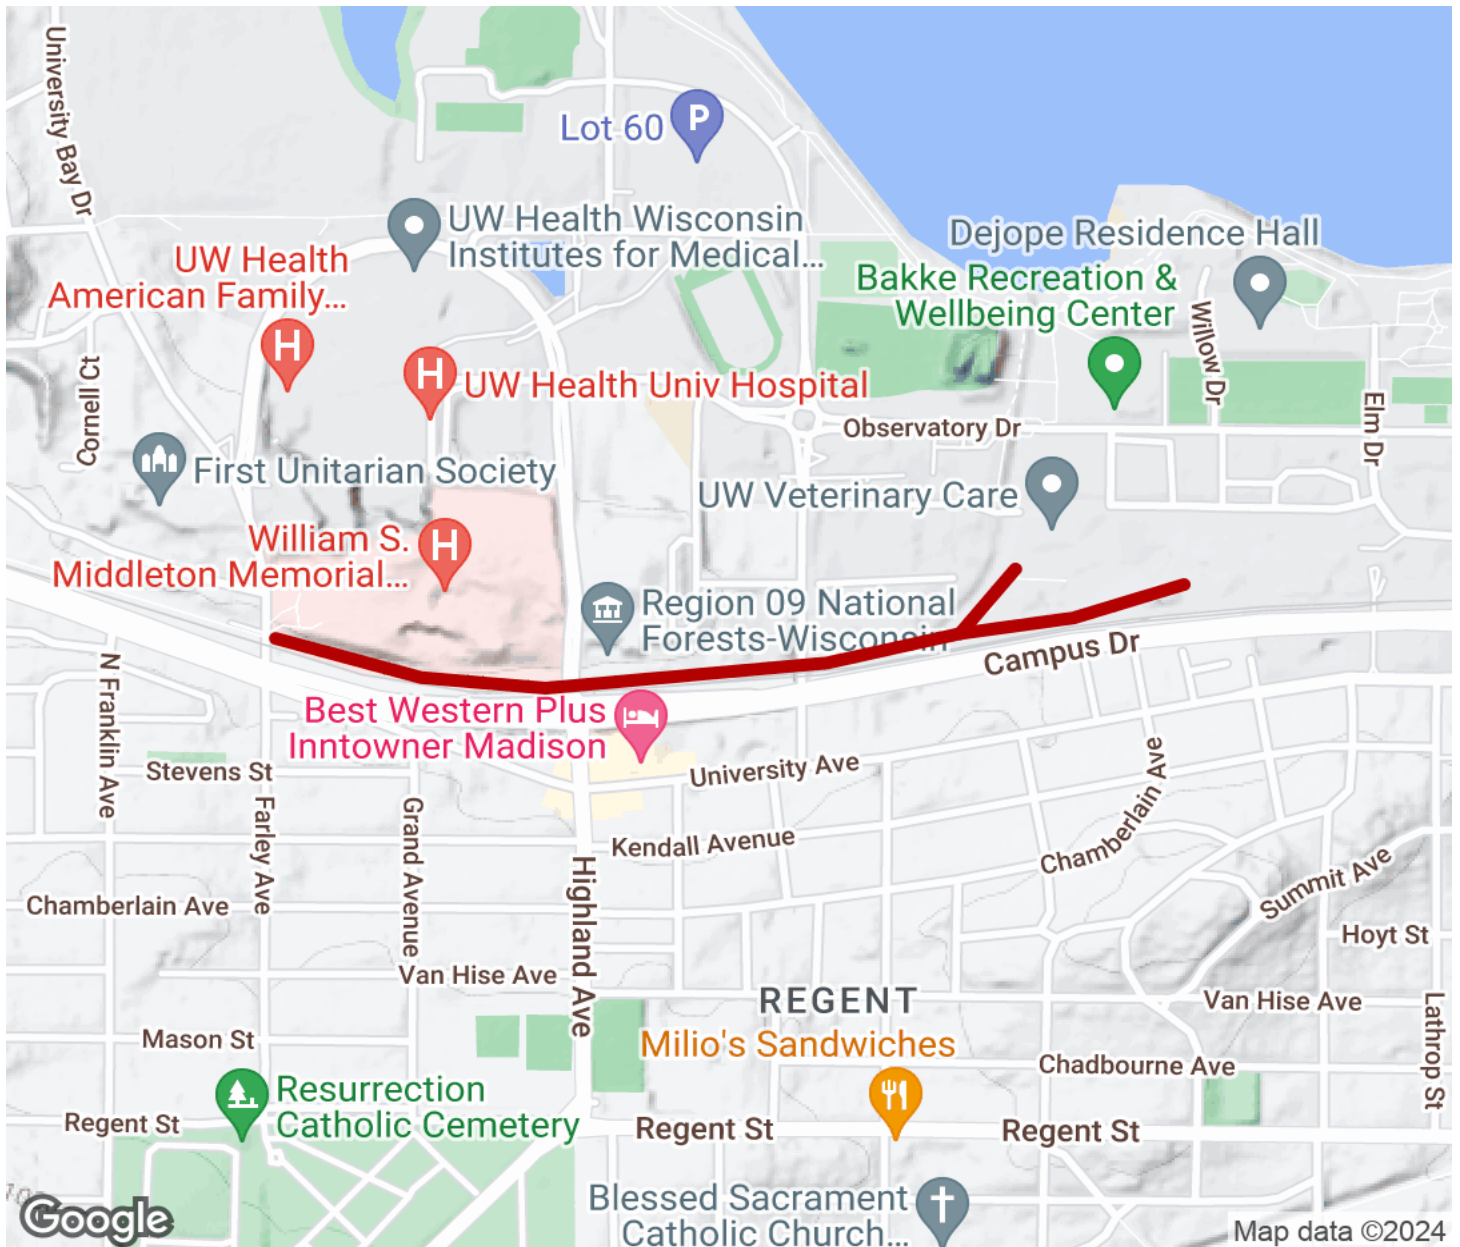 University Bay Dr
Lot 60
P
UW Health Wisconsin
Institutes for Medical...
Dejope Residence Hall
UW Health
American Family...
Bakke Recreation &
Wellbeing Center
Willow Dr
H
H
UW Health Univ Hospital
Cornell Ct
Elm Dr
Observatory Dr
First Unitarian Society
UW Veterinary Care
William S.
Middleton Memorial...
H
Region 09 National
Forests-Wisconsin
Campus Dr
N Franklin Ave
Best Western Plus
Inntowner Madison
Stevens St
University Ave
Farley Ave
Grand Avenue
Kendall Avenue
Chamberlain Ave
Highland Ave
Summit Ave
Chamberlain Ave
Hoyt St
Van Hise Ave
REGENT
Van Hise Ave
Lathrop St
Mason St
Milio's Sandwiches
Chadbourne Ave
Resurrection
Catholic Cemetery
Regent St
Regent St
Regent St
Blessed Sacrament
Catholic Church...
Google
Map data ©2024